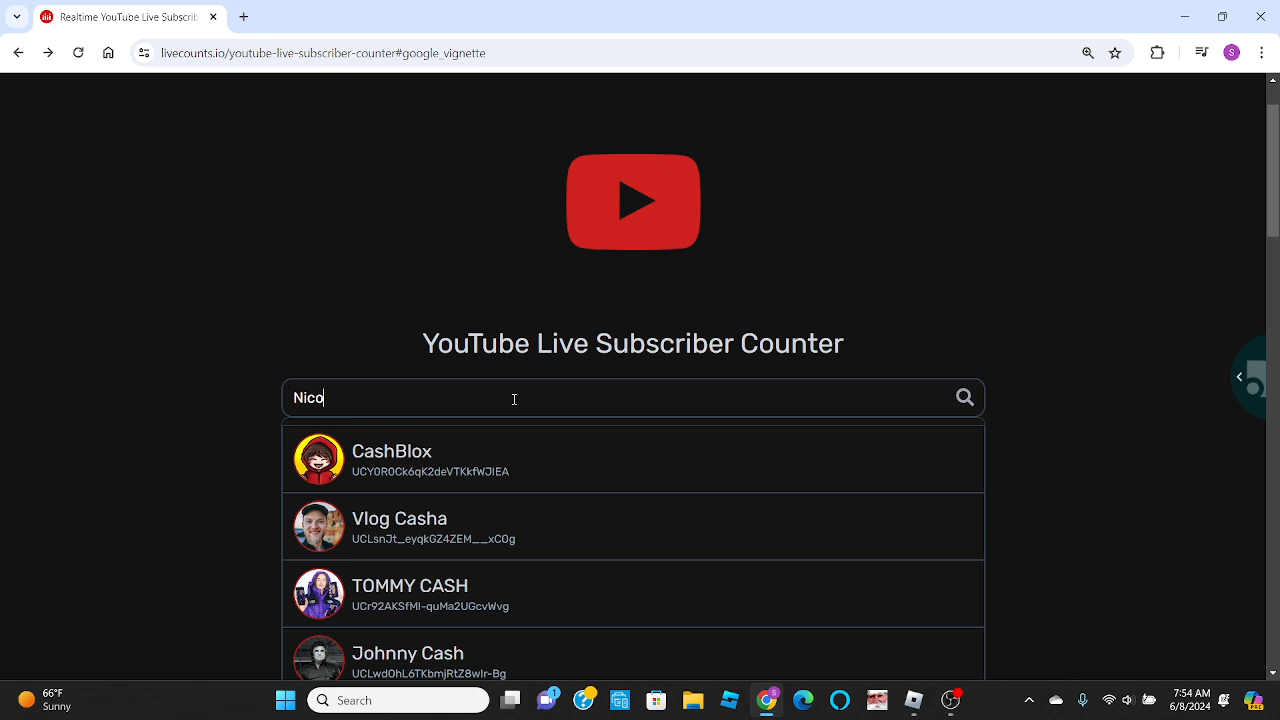 Realtime YouTube Live Subscrib
livecounts.io/youtube-live-subscriber-counter#google_vignette
S
YouTube Live Subscriber Counter
Nico
CashBlox
UCY0R0Ck6qK2deVTKkfWJIEA
Vlog Casha
UCLsnJt_eyqkGZ4ZEM__xC0g
TOMMY CASH
UCr92AKSfMI-quMa2UGcvWvg
Johnny Cash
UCLwdOhL6TKbmjRtZ8wIr-Bg
66°F
Sunny
Search
1
S
7:54 AM
6/8/2024